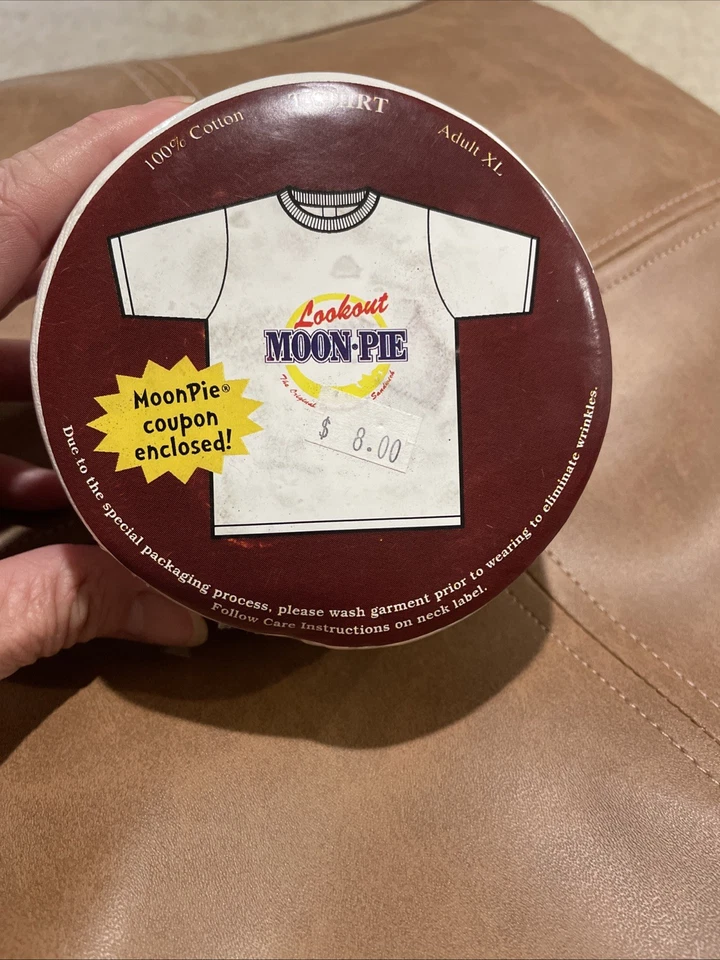 T-SHIRT
100% Cotton
Adult XL
Lookout
MOON·PIE
The Original
Sandwich
$ 8.00
MoonPie®
coupon
enclosed!
Due to the special packaging process, please wash garment prior to wearing to eliminate wrinkles.
Follow Care Instructions on neck label.